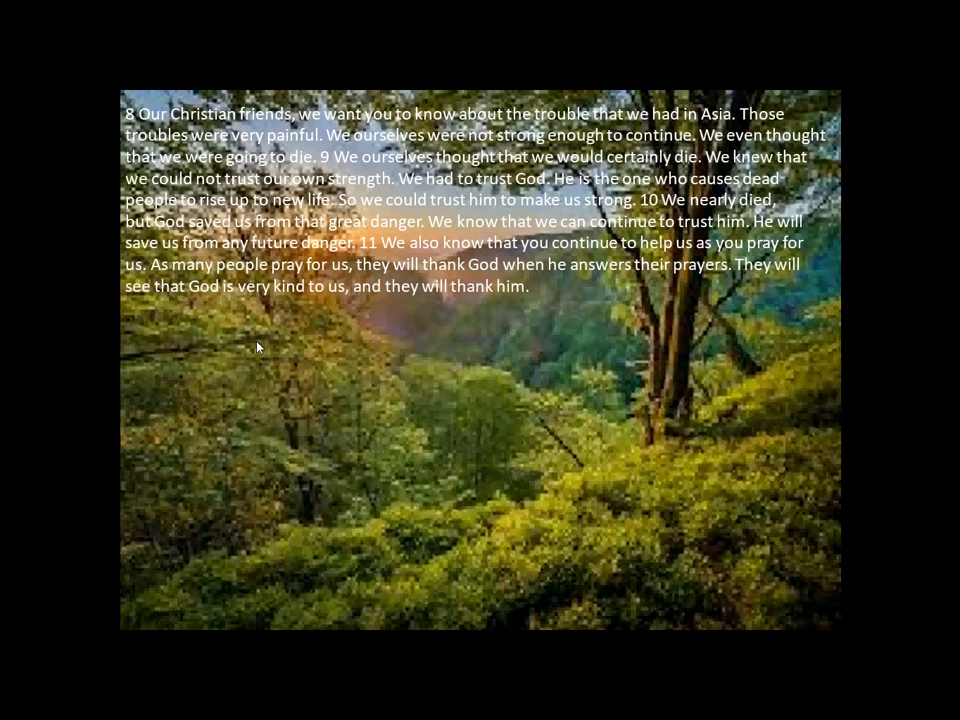 8 Our Christian friends, we want you to know about the trouble that we had in Asia. Those
troubles were very painful. We ourselves were not strong enough to continue. We even thought
that we were going to die. 9 We ourselves thought that we would certainly die. We knew that
we could not trust our own strength. We had to trust God. He is the one who causes dead
people to rise up to new life. So we could trust him to make us strong. 10 We nearly died,
but God saved us from that great danger. We know that we can continue to trust him. He will
save us from any future danger. 11 We also know that you continue to help us as you pray for
us. As many people pray for us, they will thank God when he answers their prayers. They will
see that God is very kind to us, and they will thank him.